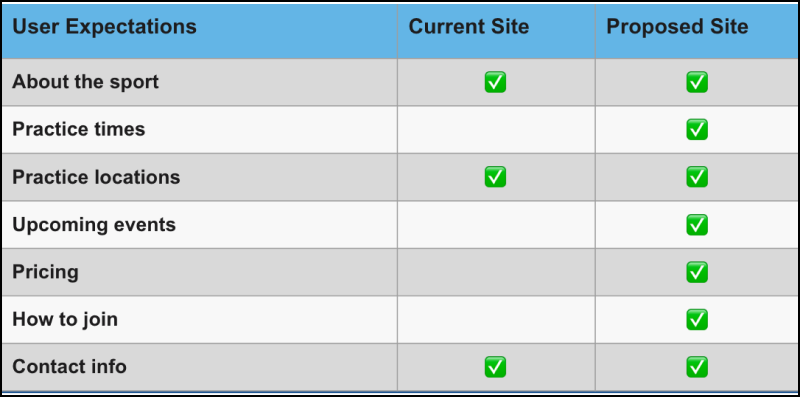 User Expectations Current Site Proposed Site
About the sport ✅ ✅
Practice times ✅
Practice locations ✅ ✅
Upcoming events ✅
Pricing ✅
How to join ✅
Contact info ✅ ✅